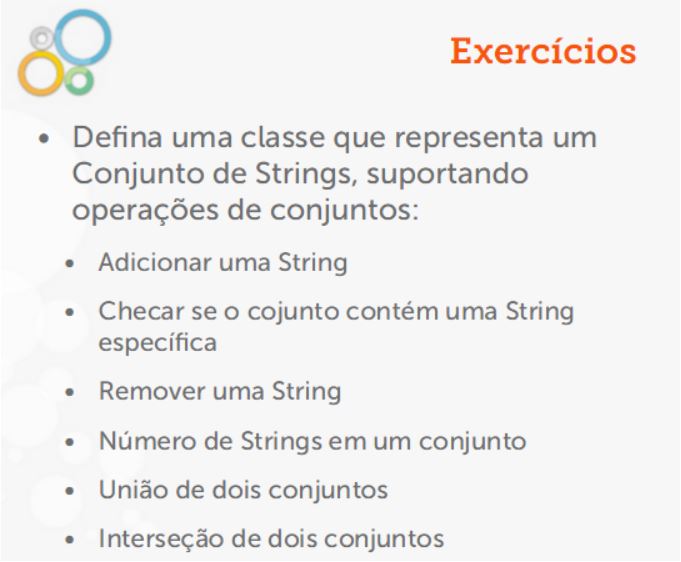 Exercícios
• Defina uma classe que representa um
Conjunto de Strings, suportando
operações de conjuntos:
• Adicionar uma String
• Checar se o cojunto contém uma String
específica
• Remover uma String
• Número de Strings em um conjunto
• União de dois conjuntos
• Interseção de dois conjuntos